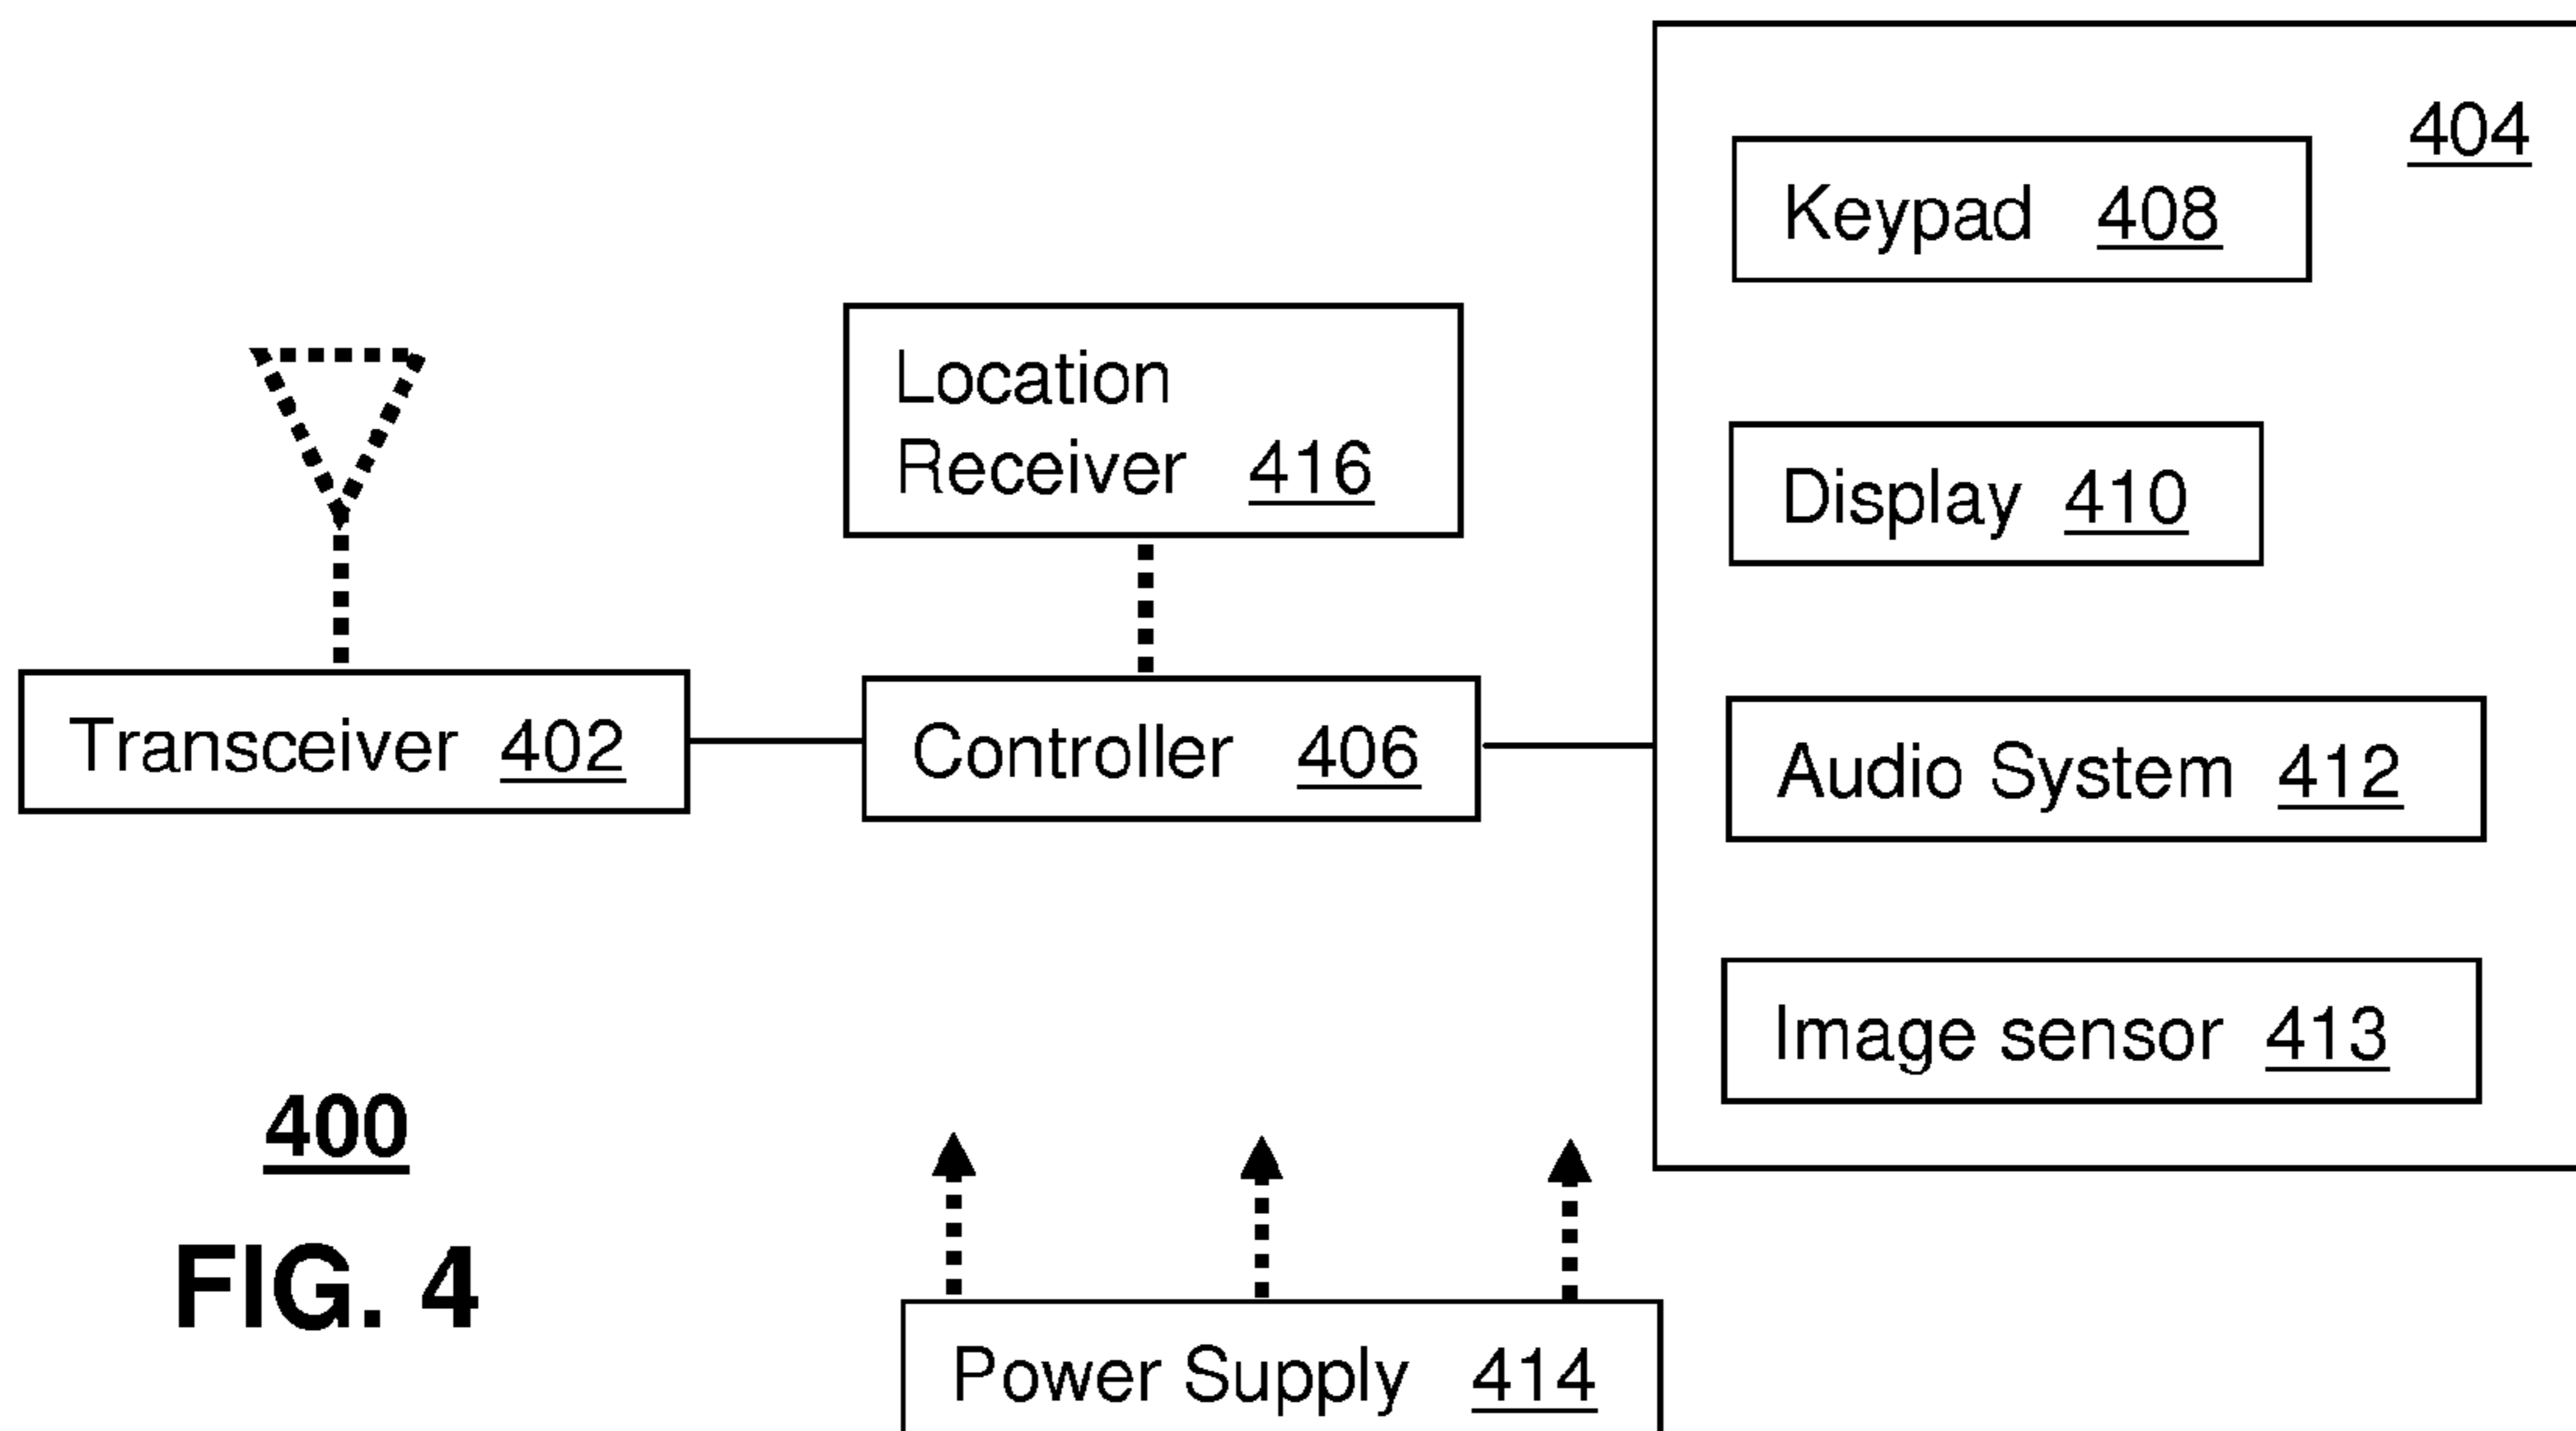 404
Keypad 408
Location
Receiver 416
Display 410
Transceiver 402
Controller 406
Audio System 412
Image sensor 413
400
FIG. 4
Power Supply 414